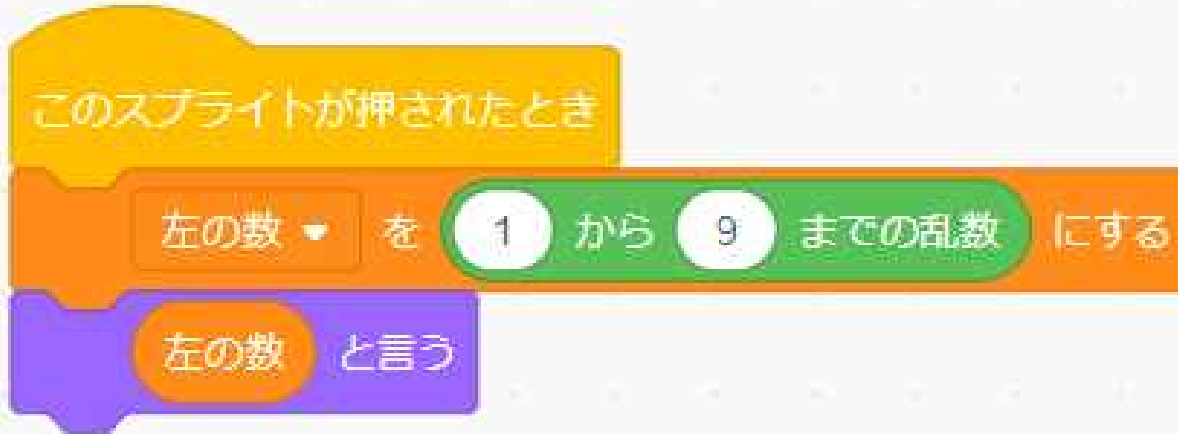 このスプライトが押されたとき
左の数 を 1 から 9 までの乱数 にする
左の数 と言う